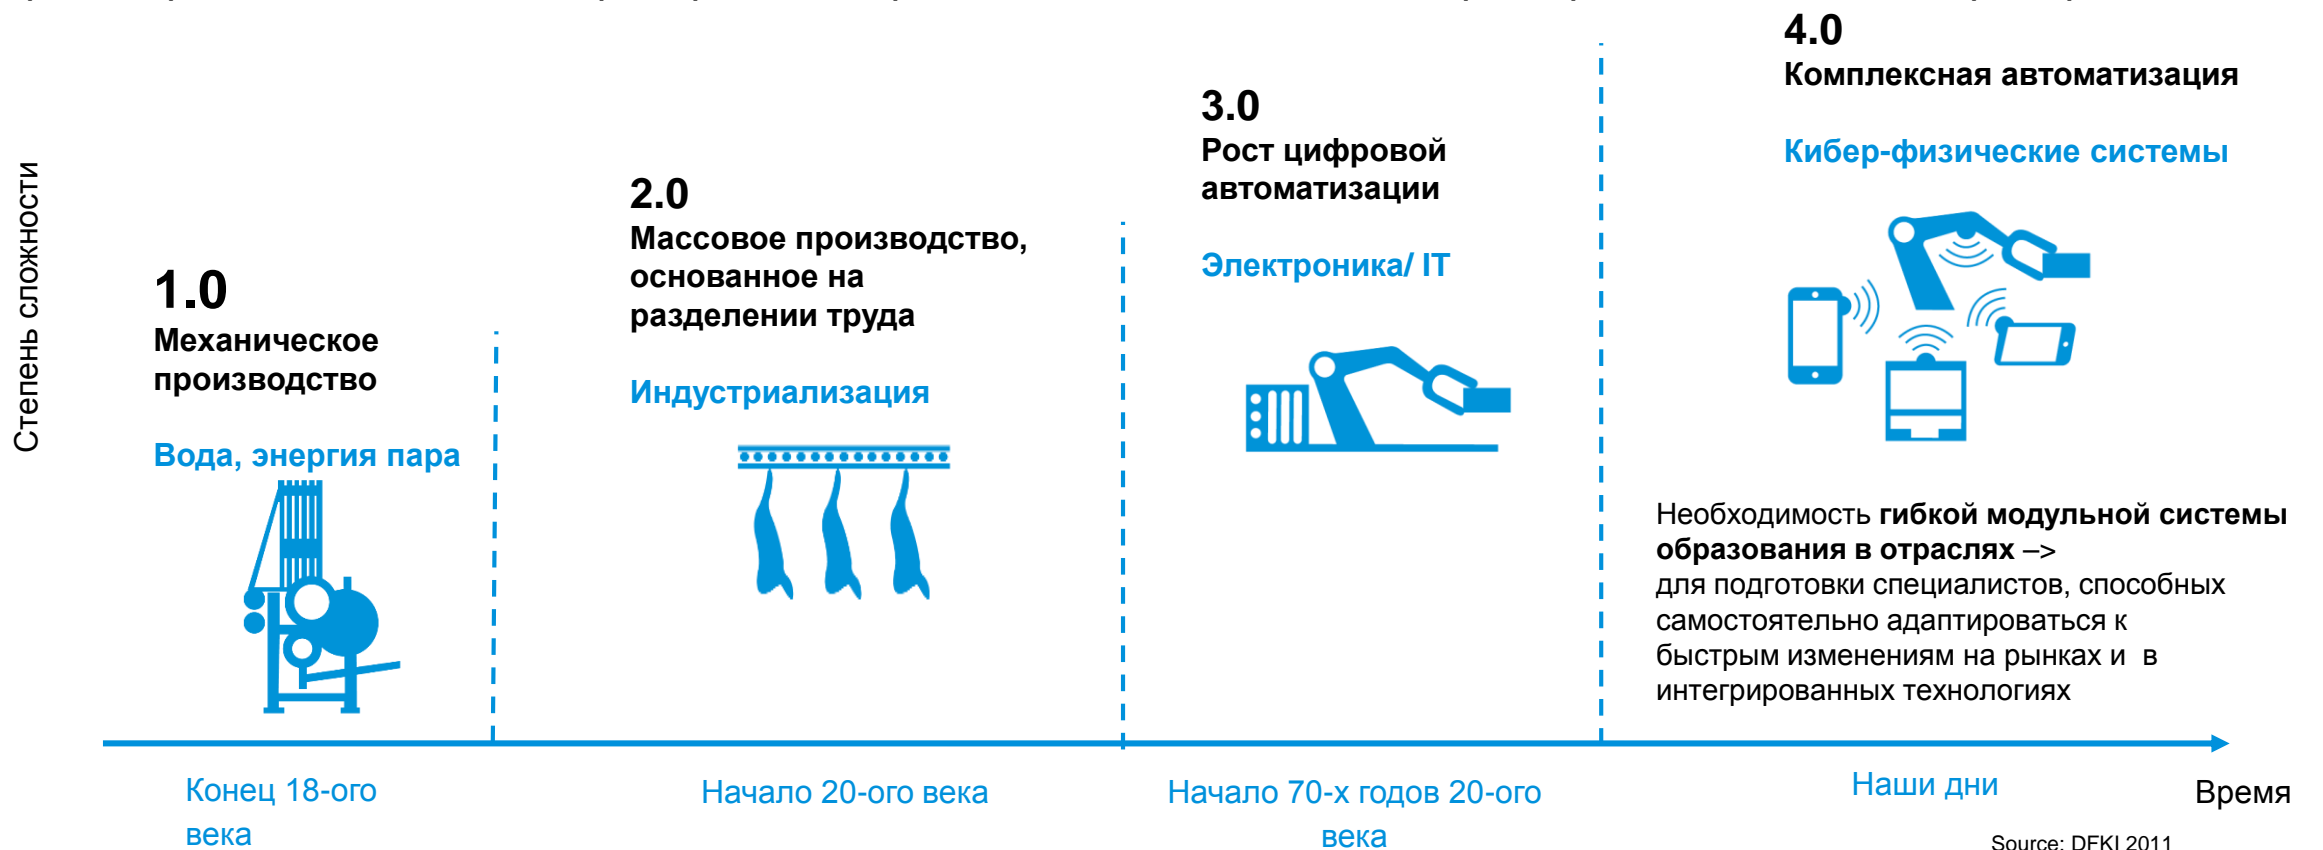 Степень сложности
1.0
Механическое
производство
Вода, энергия пара
2.0
Массовое производство,
основанное на
разделении труда
Индустриализация
3.0
Рост цифровой
автоматизации
Электроника/ IT
4.0
Комплексная автоматизация
Кибер-физические системы
Необходимость гибкой модульной системы
образования в отраслях –>
для подготовки специалистов, способных
самостоятельно адаптироваться к
быстрым изменениям на рынках и в
интегрированных технологиях
Конец 18-ого
века
Начало 20-ого века
Начало 70-х годов 20-ого
века
Наши дни
Время
Source: DFKI 2011